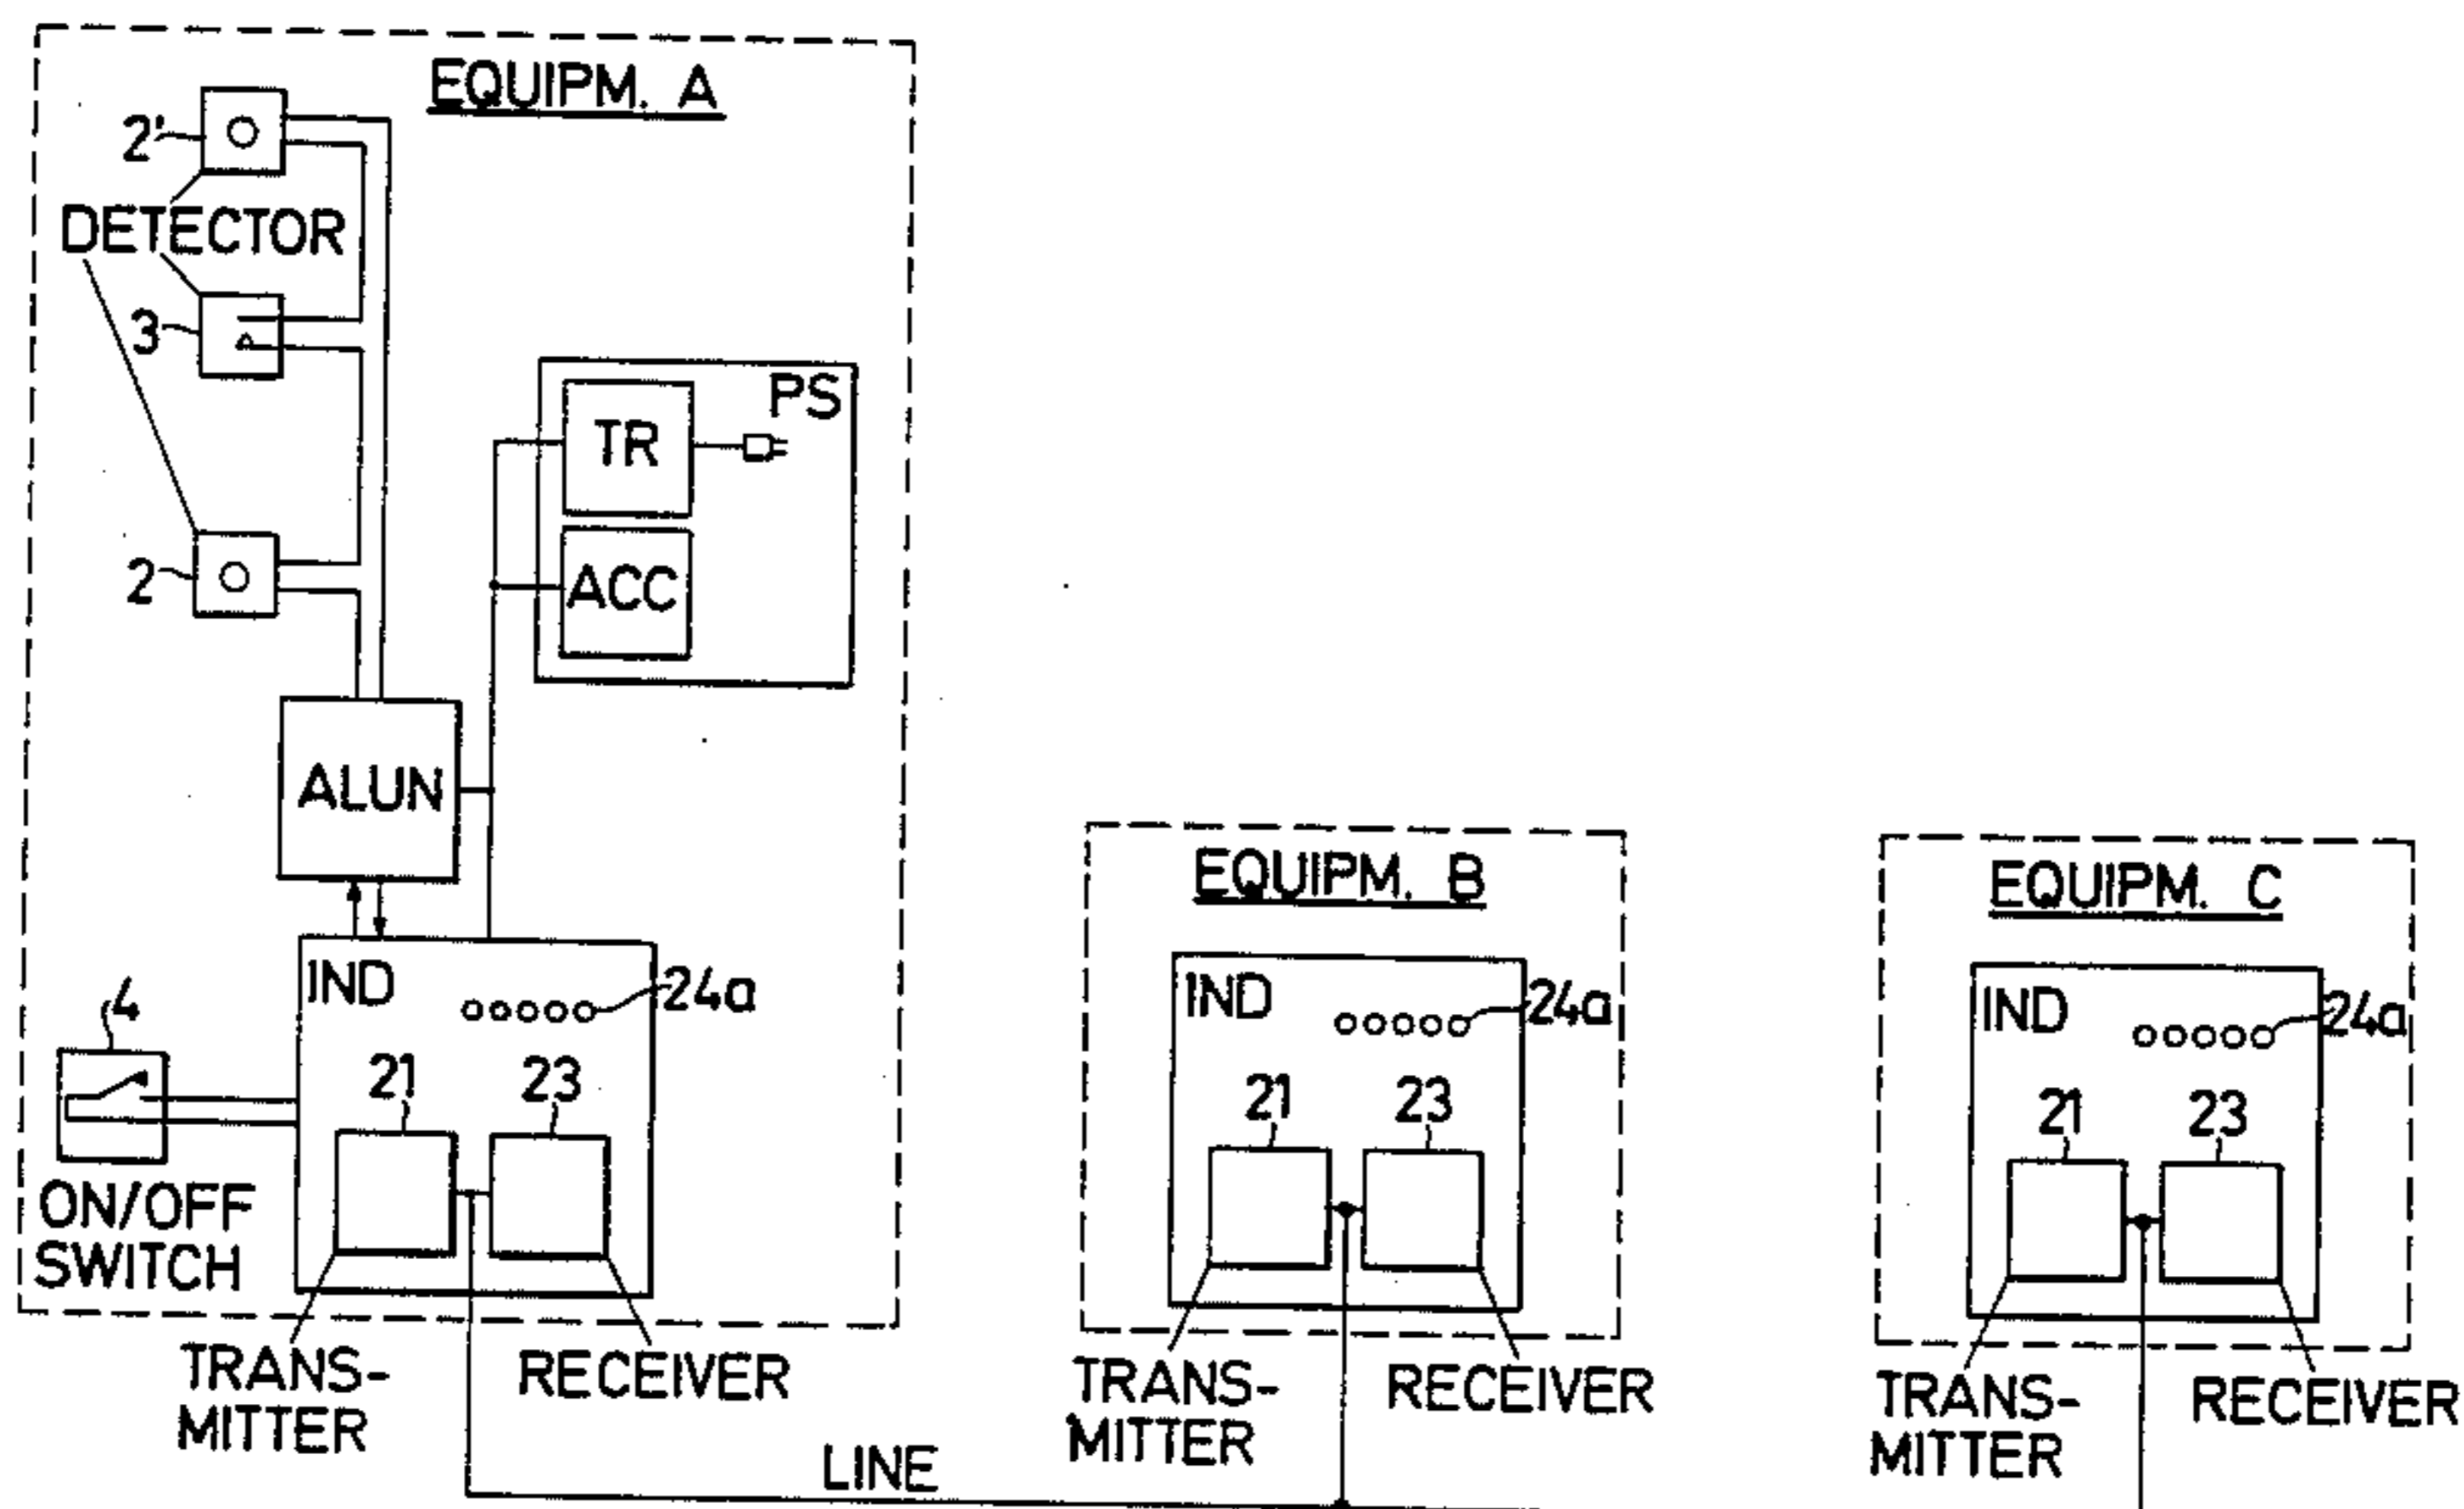 EQUIPM. A
2'
DETECTOR
3
PS
TR
2
ACC
ALUN
EQUIPM. B
EQUIPM. C
4
IND
24a
IND
24a
IND
24a
21
23
21
23
21
23
ON/OFF
SWITCH
TRANS-
MITTER
RECEIVER
TRANS-
MITTER
RECEIVER
TRANS-
MITTER
RECEIVER
LINE